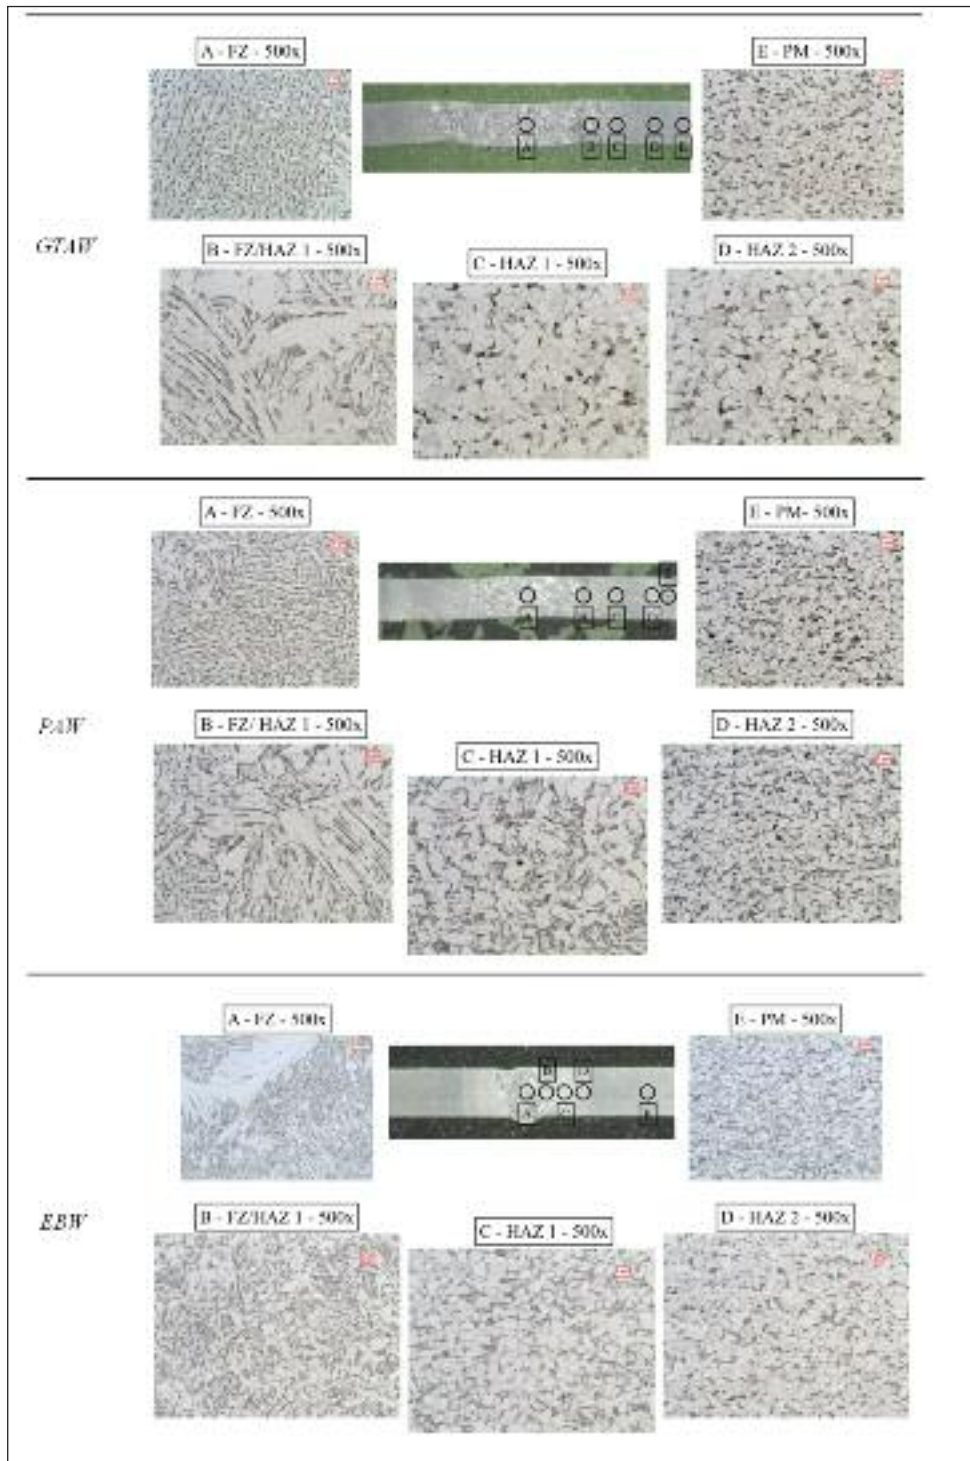 A - FZ - 500x
E - PM - 500x
A
B
C
D
E
GTAW
B - FZ/HAZ 1 - 500x
C - HAZ 1 - 500x
D - HAZ 2 - 500x
A - FZ - 500x
E - PM- 500x
PAW
B - FZ/ HAZ 1 - 500x
C - HAZ 1 - 500x
D - HAZ 2 - 500x
A - FZ - 500x
E - PM - 500x
B
D
A
C
EBW
B - FZ/HAZ 1 - 500x
C - HAZ 1 - 500x
D - HAZ 2 - 500x